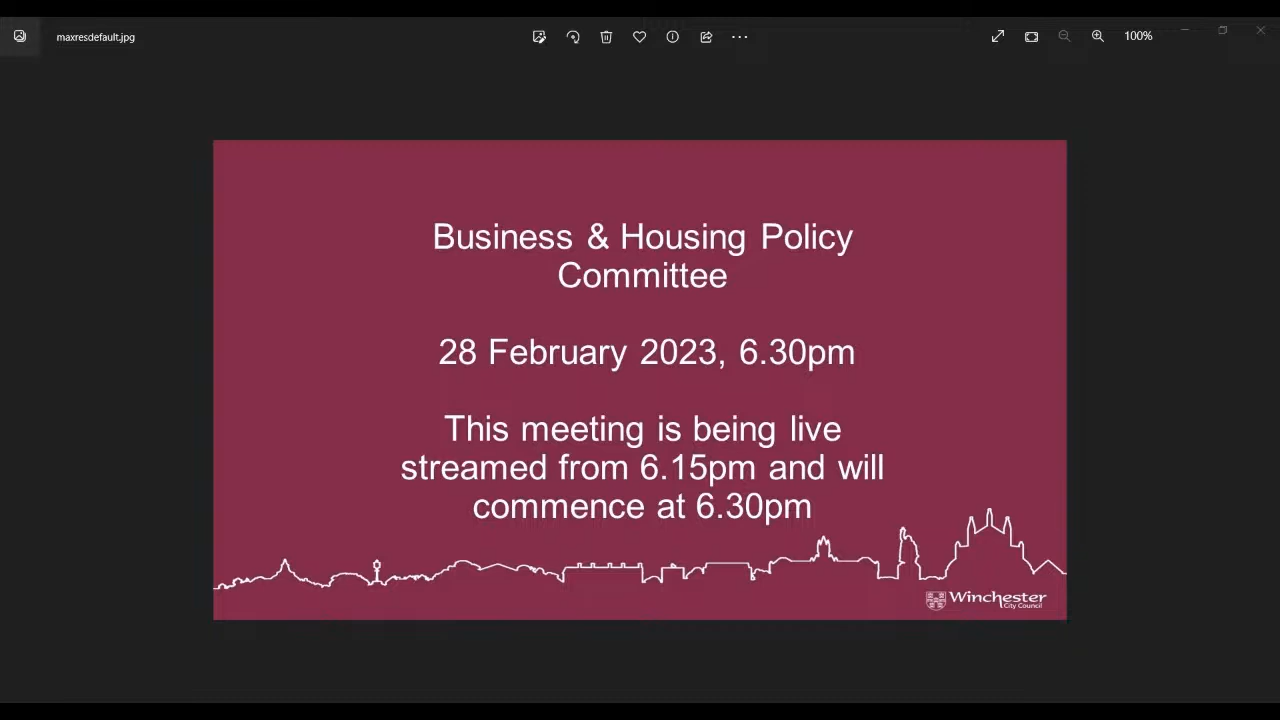 maxresdefault.jpg
100%
Business & Housing Policy
Committee
28 February 2023, 6.30pm
This meeting is being live
streamed from 6.15pm and will
commence at 6.30pm
Winchester
City Council